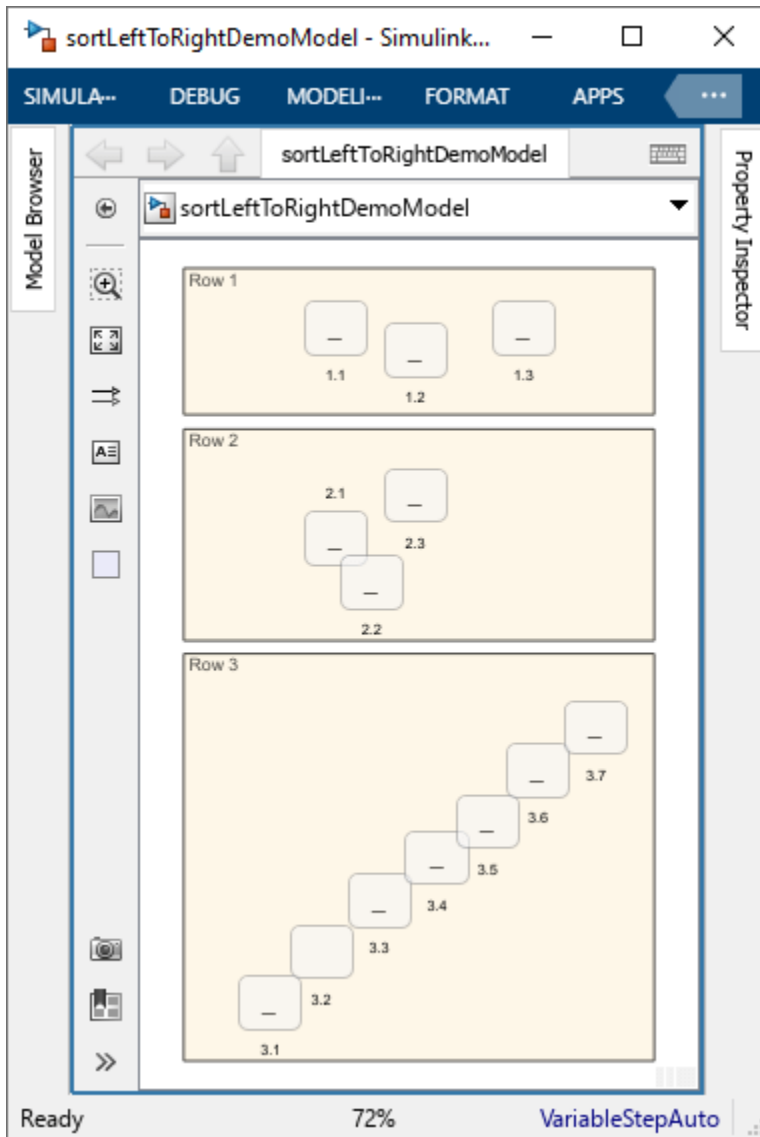 sortLeftToRightDemoModel - Simulink...
SIMULA··· DEBUG MODELI··· FORMAT APPS ···
Model Browser
sortLeftToRightDemoModel
Property Inspector
sortLeftToRightDemoModel
Row 1
1.1
1.2
1.3
Row 2
2.1
2.3
2.2
Row 3
3.7
3.6
3.5
3.4
3.3
3.2
3.1
Ready 72% VariableStepAuto